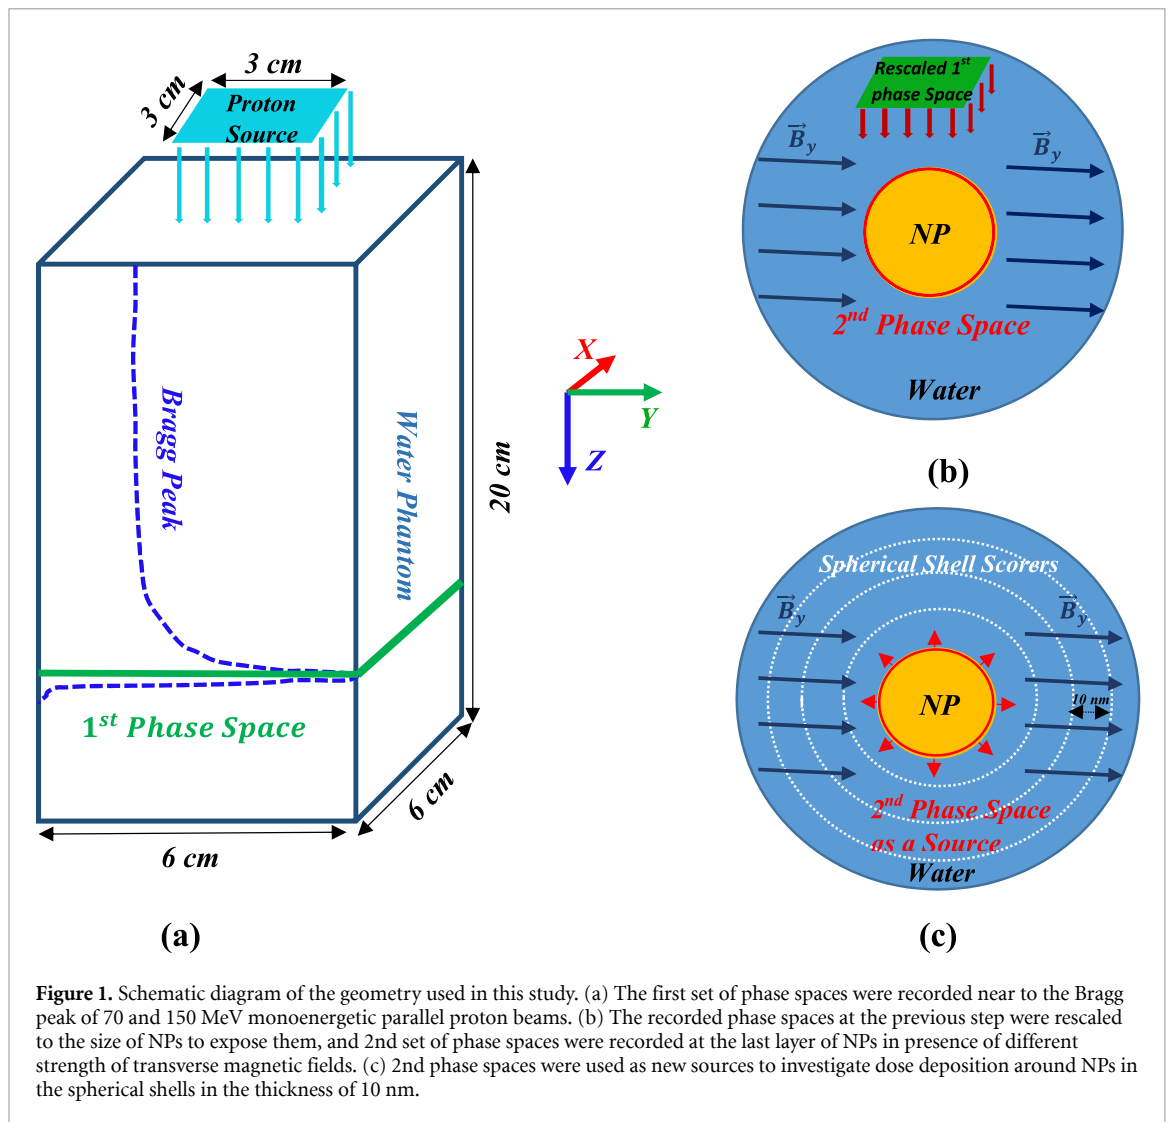 3 cm
3 cm
Proton
Source
Bragg Peak
Water Phantom
20 cm
1st Phase Space
6 cm
6 cm
(a)
X
Y
Z
Rescaled 1st
phase Space
B⃗y
B⃗y
NP
2nd Phase Space
Water
(b)
Spherical Shell Scorers
B⃗y
B⃗y
10 nm
NP
2nd Phase Space
as a Source
Water
(c)
Figure 1. Schematic diagram of the geometry used in this study. (a) The first set of phase spaces were recorded near to the Bragg
peak of 70 and 150 MeV monoenergetic parallel proton beams. (b) The recorded phase spaces at the previous step were rescaled
to the size of NPs to expose them, and 2nd set of phase spaces were recorded at the last layer of NPs in presence of different
strength of transverse magnetic fields. (c) 2nd phase spaces were used as new sources to investigate dose deposition around NPs in
the spherical shells in the thickness of 10 nm.